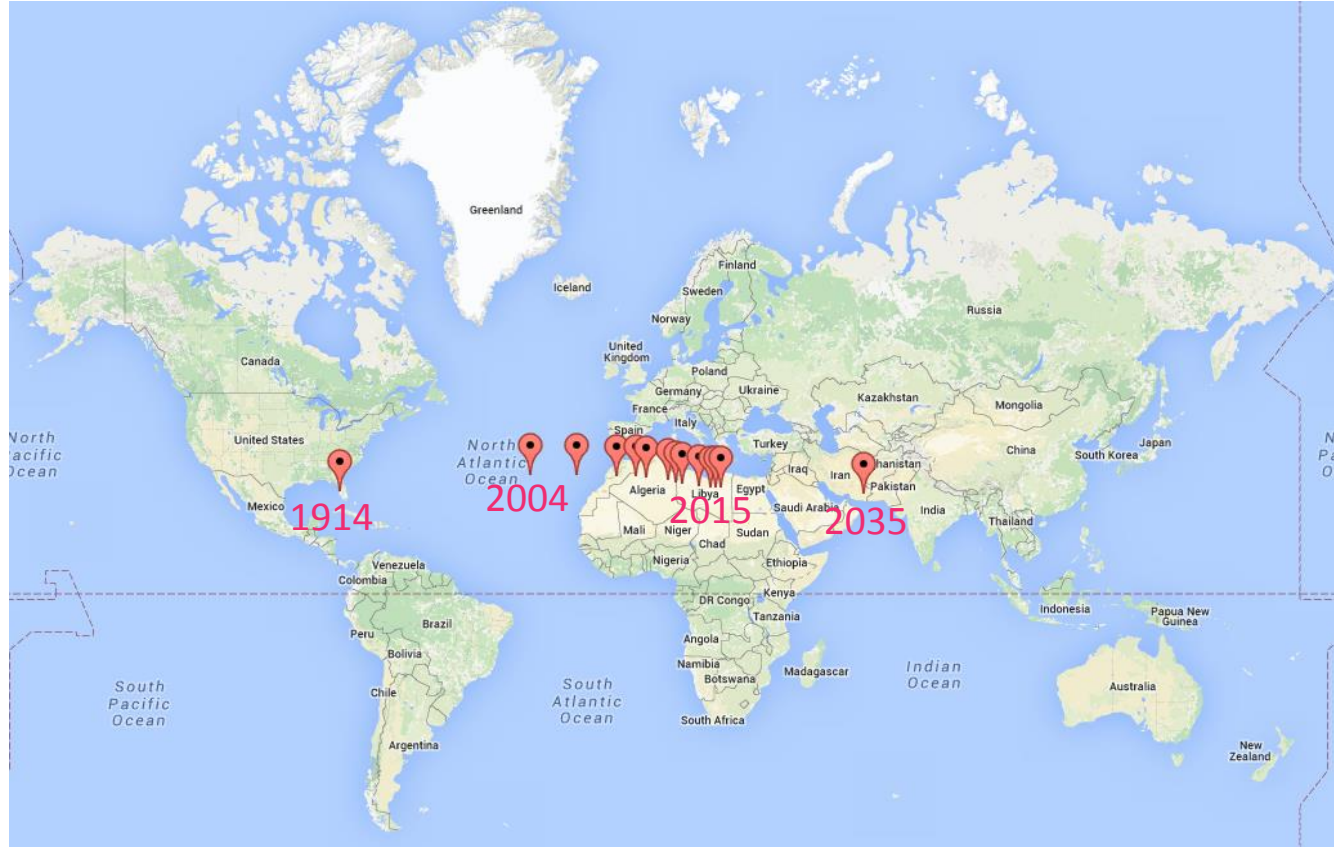 Greenland
Iceland
Finland
Sweden
Norway
Russia
United
Kingdom
Canada
Poland
Germany
Ukraine
France
Kazakhstan
Mongolia
Italy
Spain
North
Pacific
Ocean
United States
North
Atlantic
Ocean
Turkey
China
Japan
South Korea
Iraq
Iran
Pakistan
Algeria
Libya
Egypt
Saudi Arabia
India
Mexico
1914
2004
2015
2035
Mali
Niger
Chad
Sudan
Thailand
Nigeria
Ethiopia
Venezuela
Colombia
DR Congo
Kenya
Tanzania
Indonesia
Papua New
Guinea
Peru
Brazil
Angola
Bolivia
Namibia
Botswana
Madagascar
Indian
Ocean
South
Pacific
Ocean
Chile
South
Atlantic
Ocean
Australia
South Africa
Argentina
New
Zealand